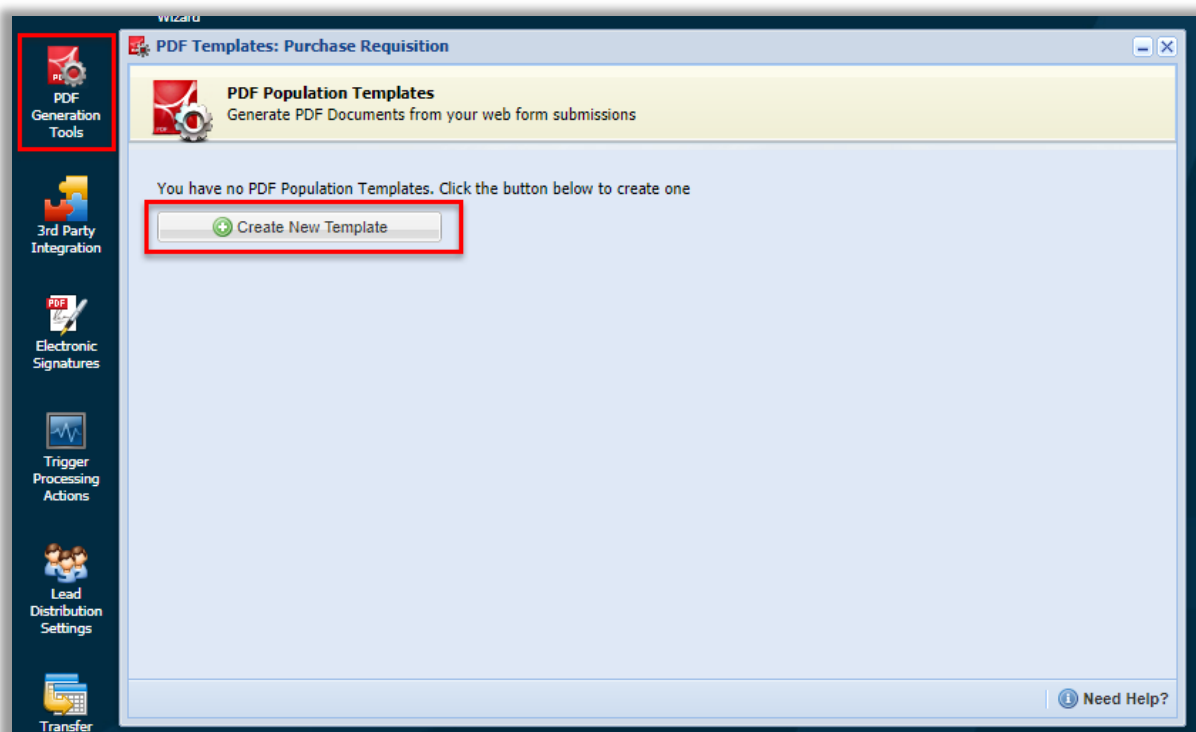 Wizard
PDF
Generation
Tools
3rd Party
Integration
PDF
Electronic
Signatures
Trigger
Processing
Actions
Lead
Distribution
Settings
Transfer
PDF Templates: Purchase Requisition
PDF Population Templates
Generate PDF Documents from your web form submissions
You have no PDF Population Templates. Click the button below to create one
Create New Template
Need Help?